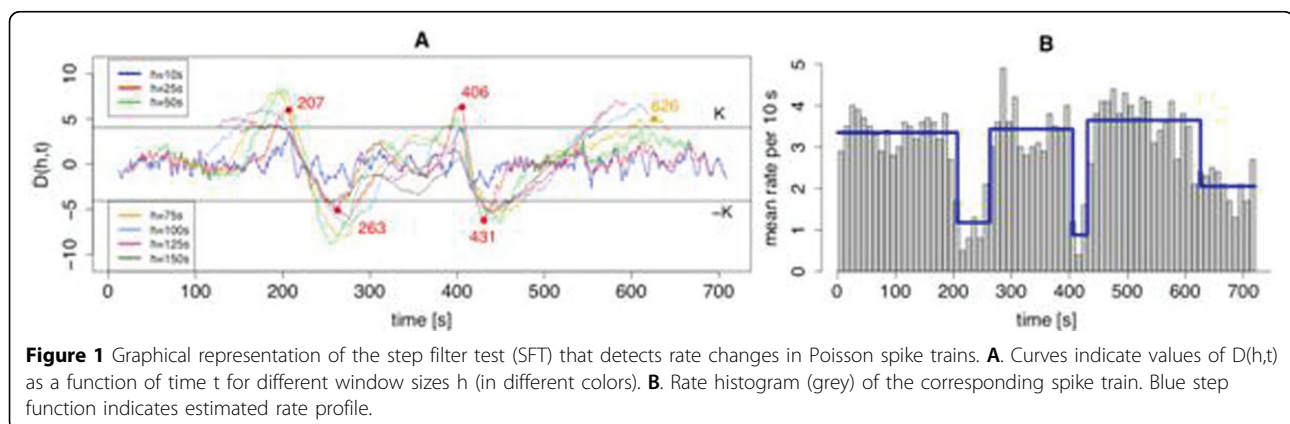 A
10
5
0
−5
−10
D(h,t)
h=10s
h=25s
h=50s
h=75s
h=100s
h=125s
h=150s
207
263
406
431
626
K
−K
0 100 200 300 400 500 600 700
time [s]
B
5
4
3
2
1
0
mean rate per 10 s
0 100 200 300 400 500 600 700
time [s]
Figure 1 Graphical representation of the step filter test (SFT) that detects rate changes in Poisson spike trains. A. Curves indicate values of D(h,t)
as a function of time t for different window sizes h (in different colors). B. Rate histogram (grey) of the corresponding spike train. Blue step
function indicates estimated rate profile.